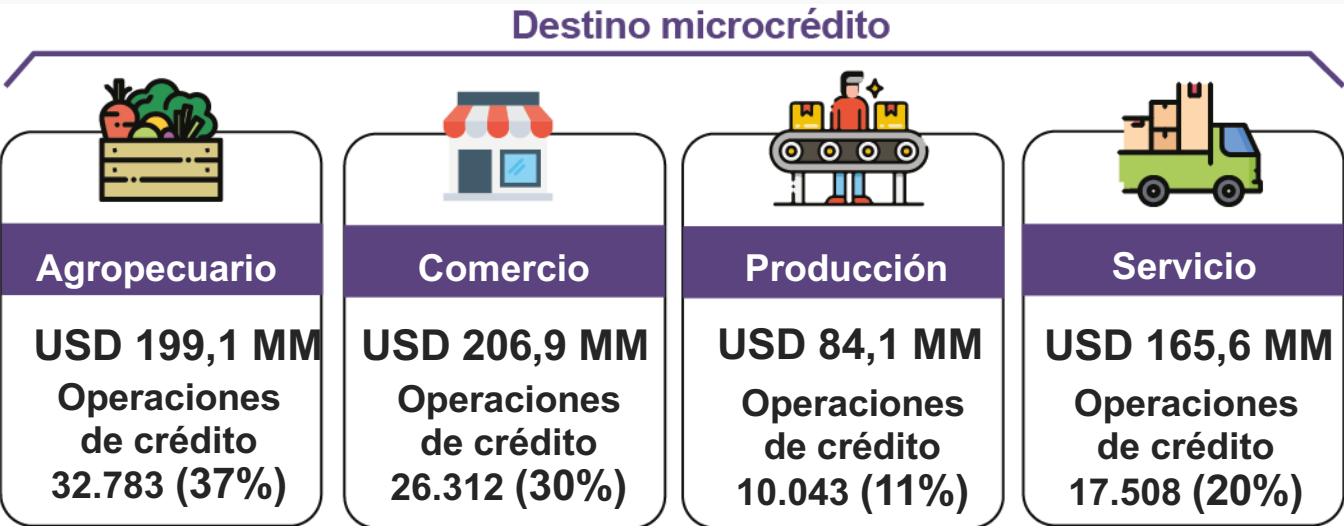 Destino microcrédito
Agropecuario
USD 199,1 MM
Operaciones
de crédito
32.783 (37%)
Comercio
USD 206,9 MM
Operaciones
de crédito
26.312 (30%)
Producción
USD 84,1 MM
Operaciones
de crédito
10.043 (11%)
Servicio
USD 165,6 MM
Operaciones
de crédito
17.508 (20%)